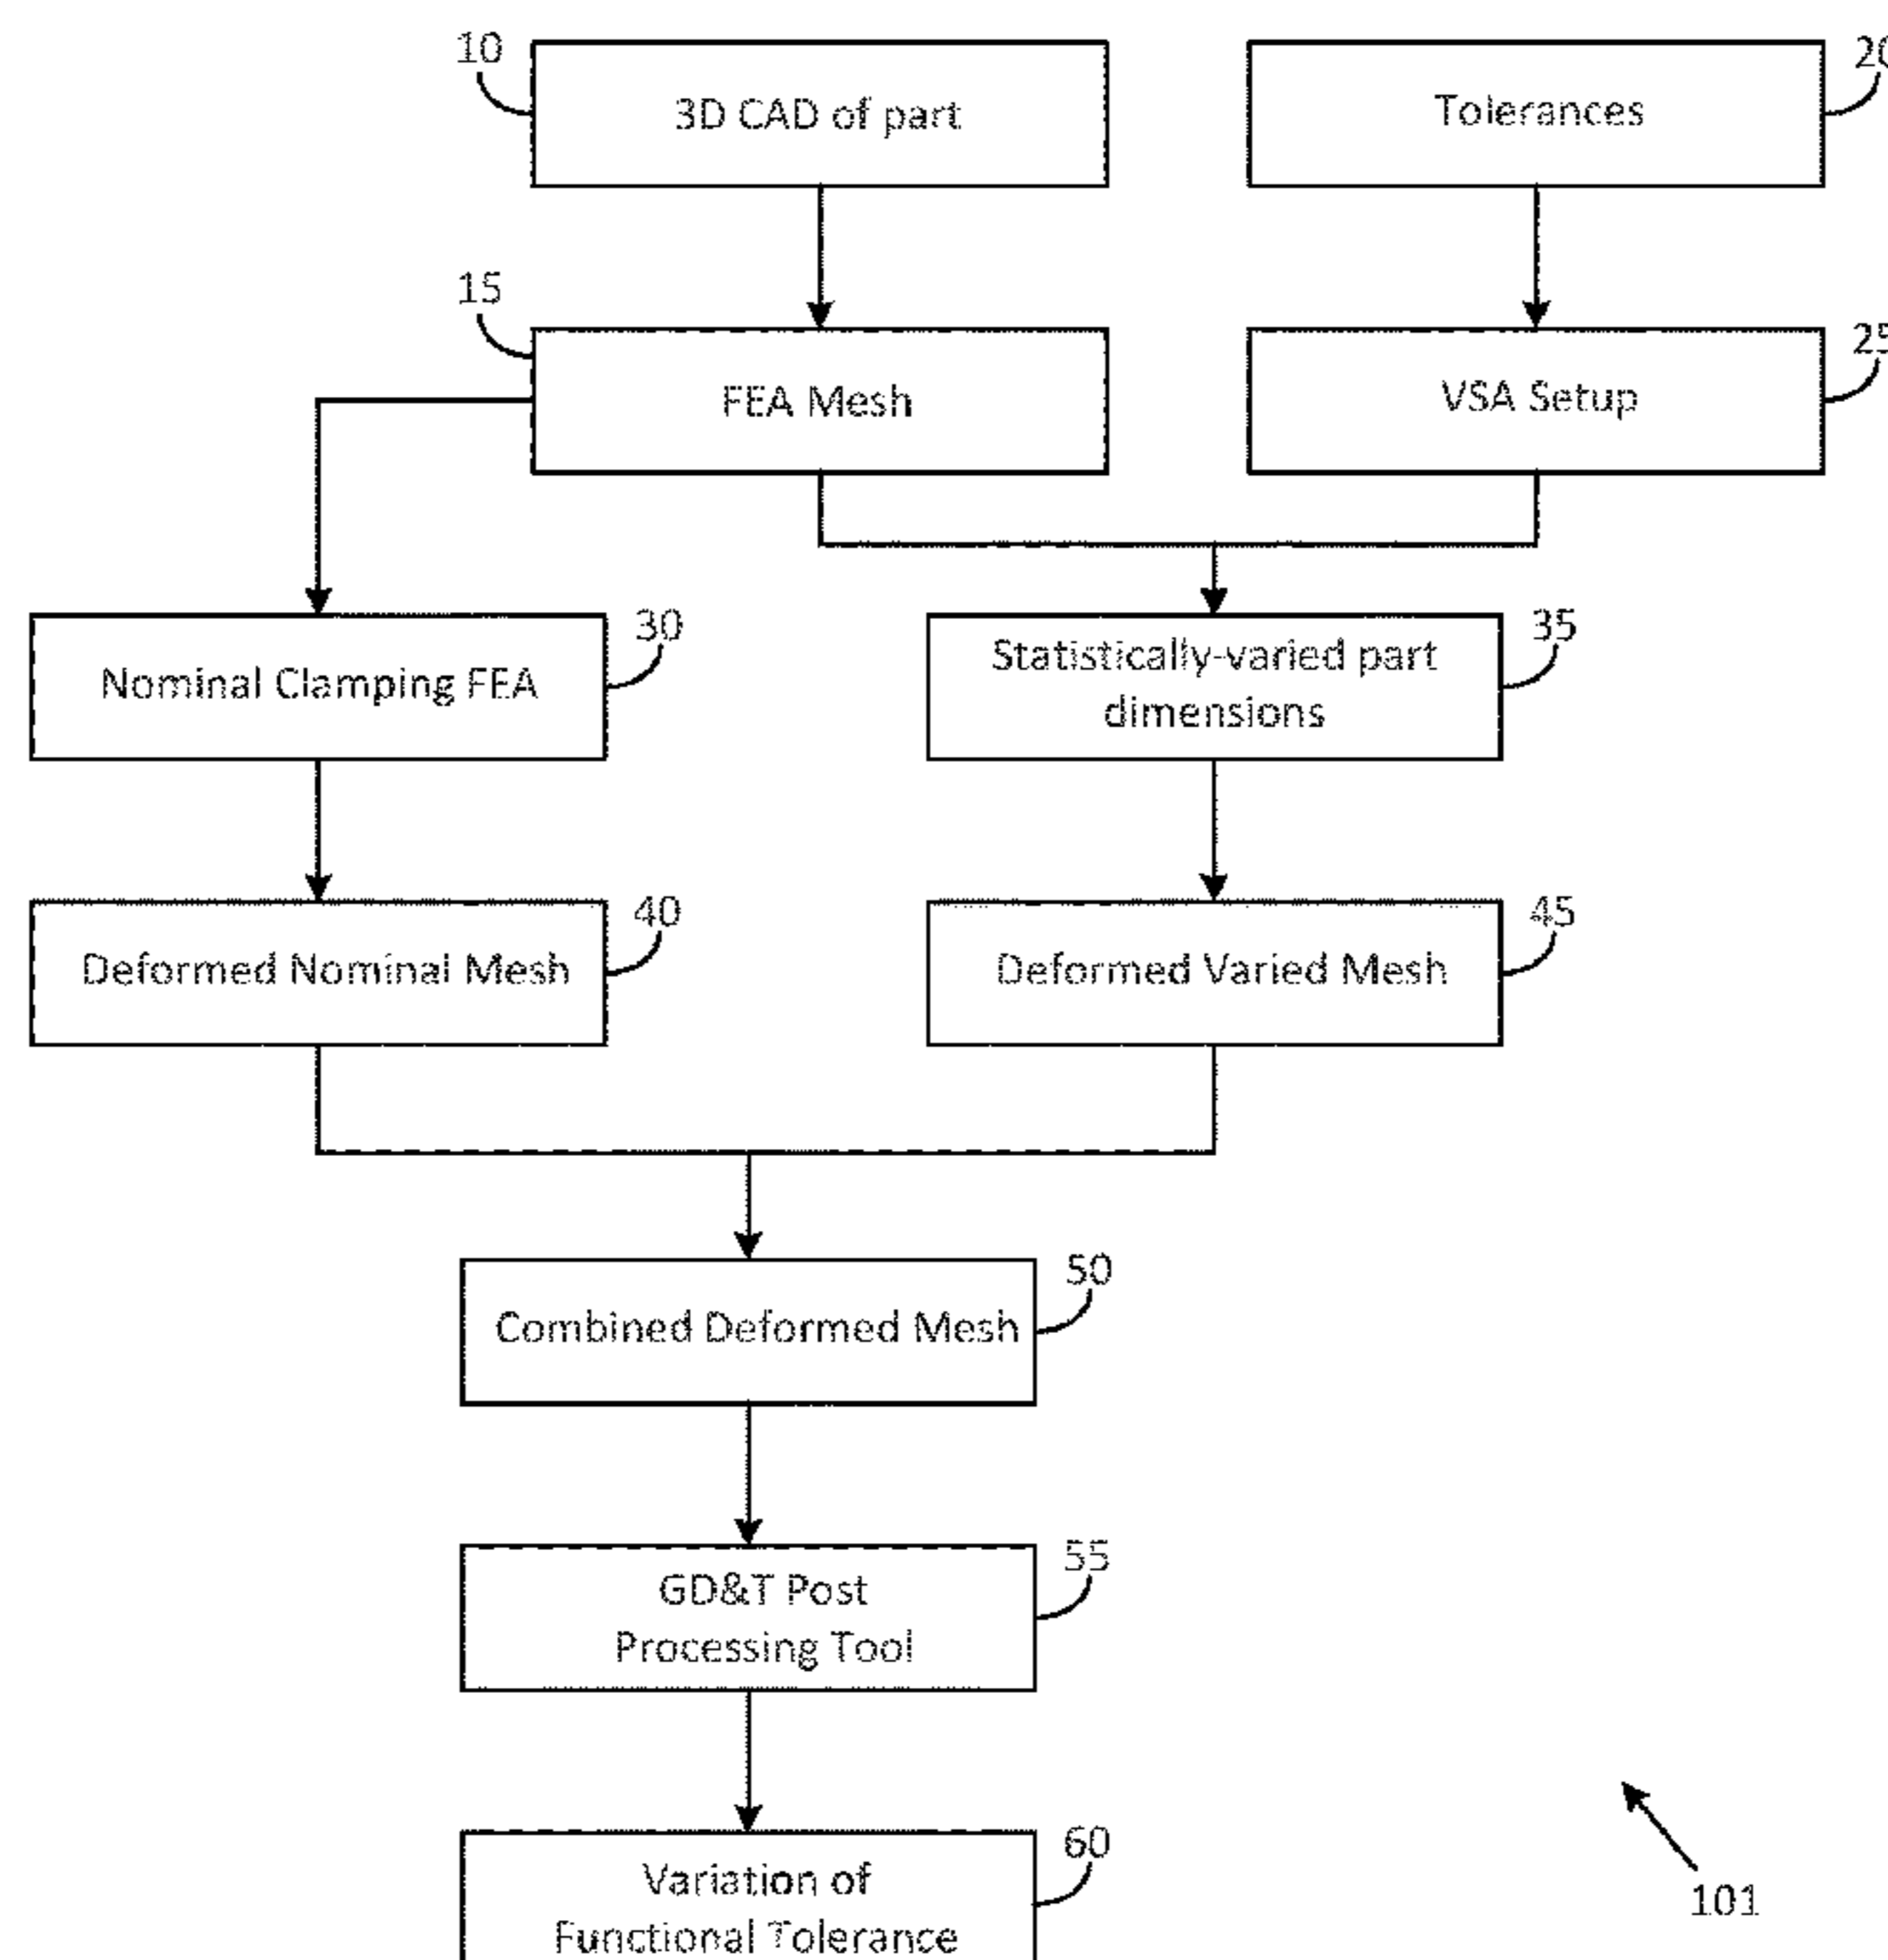 10
3D CAD of part
Tolerances
15
FEA Mesh
VSA Setup
30
Nominal Clamping FEA
35
Statistically-varied part
dimensions
40
Deformed Nominal Mesh
45
Deformed Varied Mesh
50
Combined Deformed Mesh
55
GD&T Post
Processing Tool
60
Variation of
Functional Tolerance
101